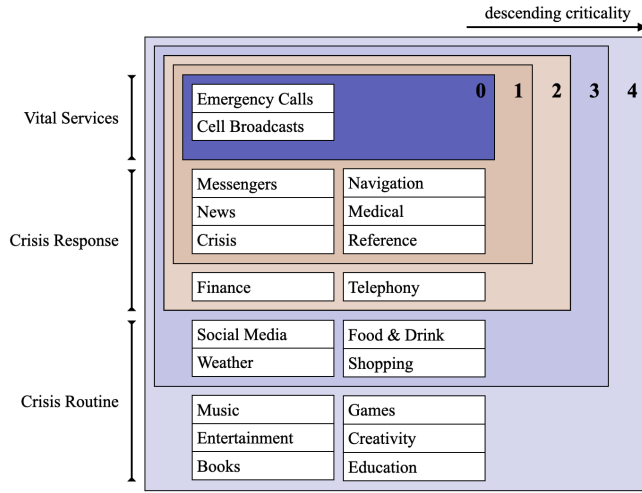 descending criticality
0 1 2 3 4
Vital Services
Emergency Calls
Cell Broadcasts
Crisis Response
Messengers
News
Crisis
Navigation
Medical
Reference
Finance
Telephony
Crisis Routine
Social Media
Weather
Food & Drink
Shopping
Music
Entertainment
Books
Games
Creativity
Education